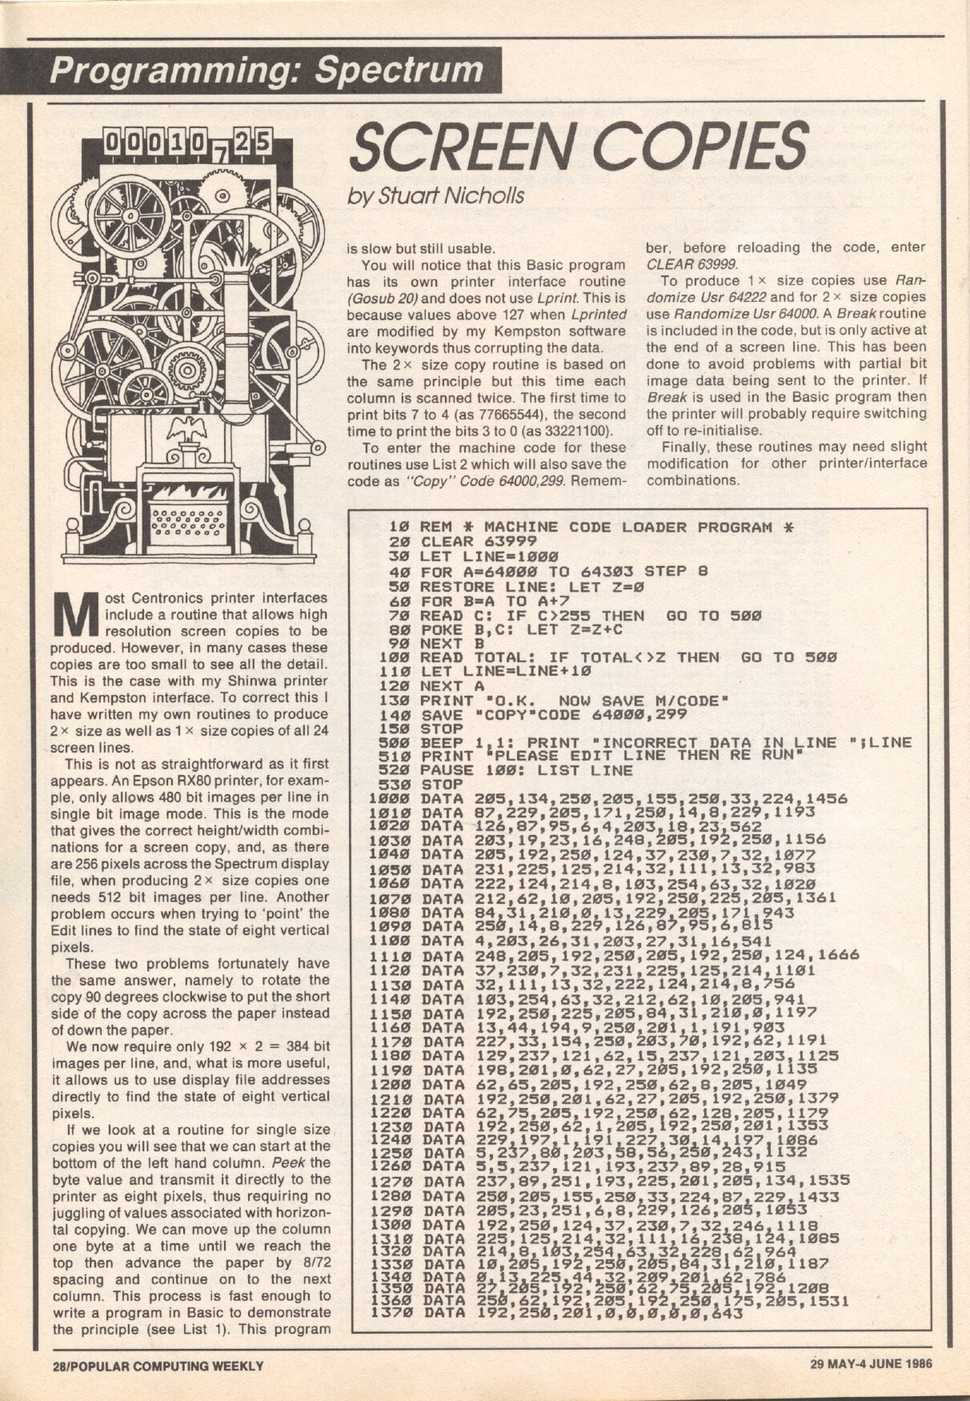 Programming: Spectrum
00010725
SCREEN COPIES
by Stuart Nicholls
Most Centronics printer interfaces
include a routine that allows high
resolution screen copies to be
produced. However, in many cases these
copies are too small to see all the detail.
This is the case with my Shinwa printer
and Kempston interface. To correct this I
have written my own routines to produce
2× size as well as 1× size copies of all 24
screen lines.
This is not as straightforward as it first
appears. An Epson RX80 printer, for exam-
ple, only allows 480 bit images per line in
single bit image mode. This is the mode
that gives the correct height/width combi-
nations for a screen copy, and, as there
are 256 pixels across the Spectrum display
file, when producing 2× size copies one
needs 512 bit images per line. Another
problem occurs when trying to 'point' the
Edit lines to find the state of eight vertical
pixels.
These two problems fortunately have
the same answer, namely to rotate the
copy 90 degrees clockwise to put the short
side of the copy across the paper instead
of down the paper.
We now require only 192 × 2 = 384 bit
images per line, and, what is more useful,
it allows us to use display file addresses
directly to find the state of eight vertical
pixels.
If we look at a routine for single size
copies you will see that we can start at the
bottom of the left hand column. Peek the
byte value and transmit it directly to the
printer as eight pixels, thus requiring no
juggling of values associated with horizon-
tal copying. We can move up the column
one byte at a time until we reach the
top then advance the paper by 8/72
spacing and continue on to the next
column. This process is fast enough to
write a program in Basic to demonstrate
the principle (see List 1). This program
is slow but still usable.
You will notice that this Basic program
has its own printer interface routine
(Gosub 20) and does not use Lprint. This is
because values above 127 when Lprinted
are modified by my Kempston software
into keywords thus corrupting the data.
The 2× size copy routine is based on
the same principle but this time each
column is scanned twice. The first time to
print bits 7 to 4 (as 77665544), the second
time to print the bits 3 to 0 (as 33221100).
To enter the machine code for these
routines use List 2 which will also save the
code as "Copy" Code 64000,299. Remem-
ber, before reloading the code, enter
CLEAR 63999.
To produce 1× size copies use Ran-
domize Usr 64222 and for 2× size copies
use Randomize Usr 64000. A Break routine
is included in the code, but is only active at
the end of a screen line. This has been
done to avoid problems with partial bit
image data being sent to the printer. If
Break is used in the Basic program then
the printer will probably require switching
off to re-initialise.
Finally, these routines may need slight
modification for other printer/interface
combinations.
10 REM * MACHINE CODE LOADER PROGRAM *
20 CLEAR 63999
30 LET LINE=1000
40 FOR A=64000 TO 64303 STEP 8
50 RESTORE LINE: LET Z=0
60 FOR B=A TO A+7
70 READ C: IF C>255 THEN GO TO 500
80 POKE B,C: LET Z=Z+C
90 NEXT B
100 READ TOTAL: IF TOTAL<>Z THEN GO TO 500
110 LET LINE=LINE+10
120 NEXT A
130 PRINT "O.K. NOW SAVE M/CODE"
140 SAVE "COPY"CODE 64000,299
150 STOP
500 BEEP 1,1: PRINT "INCORRECT DATA IN LINE ";LINE
510 PRINT "PLEASE EDIT LINE THEN RE RUN"
520 PAUSE 100: LIST LINE
530 STOP
1000 DATA 205,134,250,205,155,250,33,224,1456
1010 DATA 87,229,205,171,250,14,8,229,1193
1020 DATA 126,87,95,6,4,203,18,23,562
1030 DATA 203,19,23,16,248,205,192,250,1156
1040 DATA 205,192,250,124,37,230,7,32,1077
1050 DATA 231,225,125,214,32,111,13,32,983
1060 DATA 222,124,214,8,103,254,63,32,1020
1070 DATA 212,62,10,205,192,250,225,205,1361
1080 DATA 84,31,210,0,13,229,205,171,943
1090 DATA 250,14,8,229,126,87,95,6,815
1100 DATA 4,203,26,31,203,27,31,16,541
1110 DATA 248,205,192,250,205,192,250,124,1666
1120 DATA 37,230,7,32,231,225,125,214,1101
1130 DATA 32,111,13,32,222,124,214,8,756
1140 DATA 103,254,63,32,212,62,10,205,941
1150 DATA 192,250,225,205,84,31,210,0,1197
1160 DATA 13,44,194,9,250,201,1,191,903
1170 DATA 227,33,154,250,203,70,192,62,1191
1180 DATA 129,237,121,62,15,237,121,203,1125
1190 DATA 198,201,0,62,27,205,192,250,1135
1200 DATA 62,65,205,192,250,62,8,205,1049
1210 DATA 192,250,201,62,27,205,192,250,1379
1220 DATA 62,75,205,192,250,62,128,205,1179
1230 DATA 192,250,62,1,205,192,250,201,1353
1240 DATA 229,197,1,191,227,30,14,197,1086
1250 DATA 5,237,80,203,58,56,250,243,1132
1260 DATA 5,5,237,121,193,237,89,28,915
1270 DATA 237,89,251,193,225,201,205,134,1535
1280 DATA 250,205,155,250,33,224,87,229,1433
1290 DATA 205,23,251,6,8,229,126,205,1053
1300 DATA 192,250,124,37,230,7,32,246,1118
1310 DATA 225,125,214,32,111,16,238,124,1085
1320 DATA 214,8,103,254,63,32,228,62,964
1330 DATA 10,205,192,250,205,84,31,210,1187
1340 DATA 0,13,225,44,32,209,201,62,786
1350 DATA 27,205,192,250,62,75,205,192,1208
1360 DATA 250,62,192,205,192,250,175,205,1531
1370 DATA 192,250,201,0,0,0,0,0,643
28/POPULAR COMPUTING WEEKLY
29 MAY-4 JUNE 1986